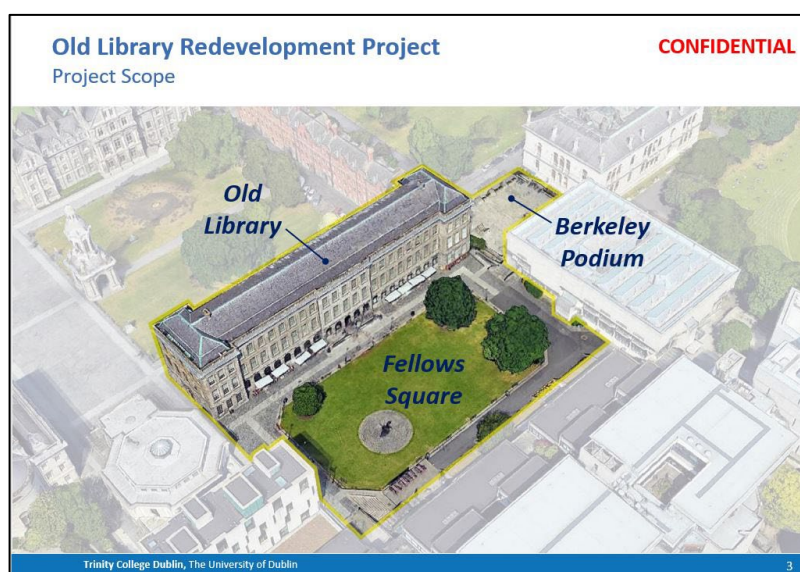 Old Library Redevelopment Project
CONFIDENTIAL
Project Scope
Old
Library
Berkeley
Podium
Fellows
Square
Trinity College Dublin, The University of Dublin
3